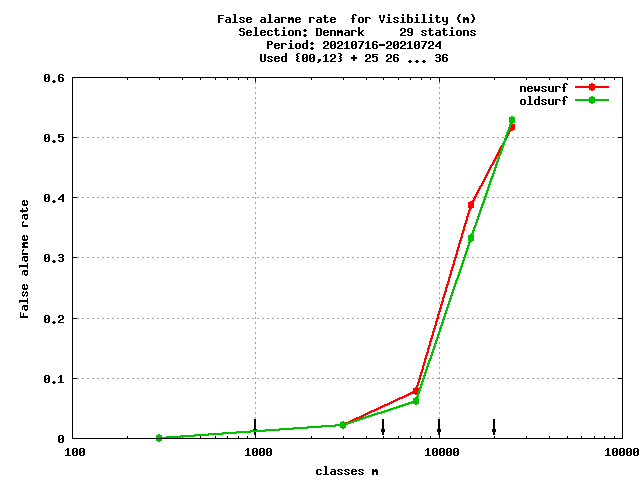 False alarme rate  for Visibility (m)
Selection: Denmark     29 stations
Period: 20210716-20210724
Used {00,12} + 25 26 ... 36
newsurf
oldsurf
0.6
0.5
0.4
0.3
0.2
0.1
0
False alarme rate
100
1000
10000
10000
classes m